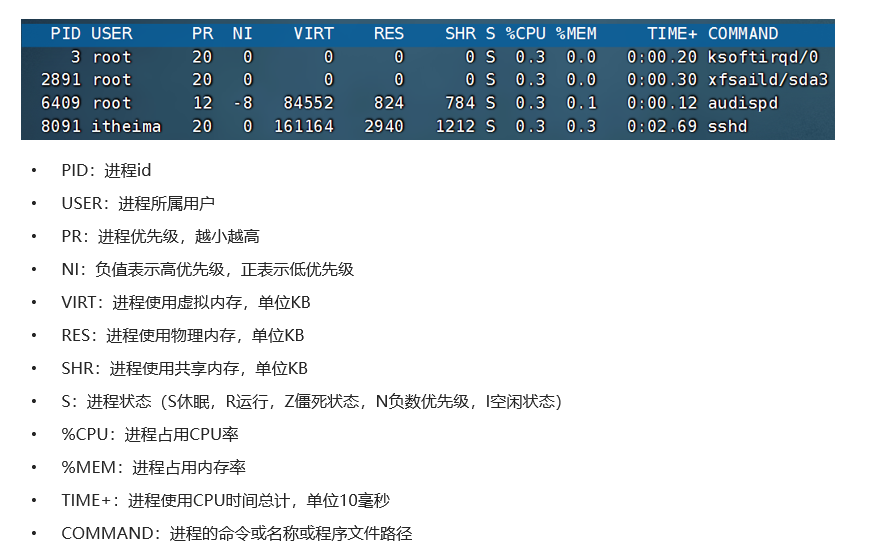 PID USER PR NI VIRT RES SHR S %CPU %MEM TIME+ COMMAND
3 root 20 0 0 0 0 S 0.3 0.0 0:00.20 ksoftirqd/0
2891 root 20 0 0 0 0 S 0.3 0.0 0:00.30 xfsaild/sda3
6409 root 12 -8 84552 824 784 S 0.3 0.1 0:00.12 audispd
8091 itheima 20 0 161164 2940 1212 S 0.3 0.3 0:02.69 sshd
• PID：进程id
• USER：进程所属用户
• PR：进程优先级，越小越高
• NI：负值表示高优先级，正表示低优先级
• VIRT：进程使用虚拟内存，单位KB
• RES：进程使用物理内存，单位KB
• SHR：进程使用共享内存，单位KB
• S：进程状态（S休眠，R运行，Z僵死状态，N负数优先级，I空闲状态）
• %CPU：进程占用CPU率
• %MEM：进程占用内存率
• TIME+：进程使用CPU时间总计，单位10毫秒
• COMMAND：进程的命令或名称或程序文件路径